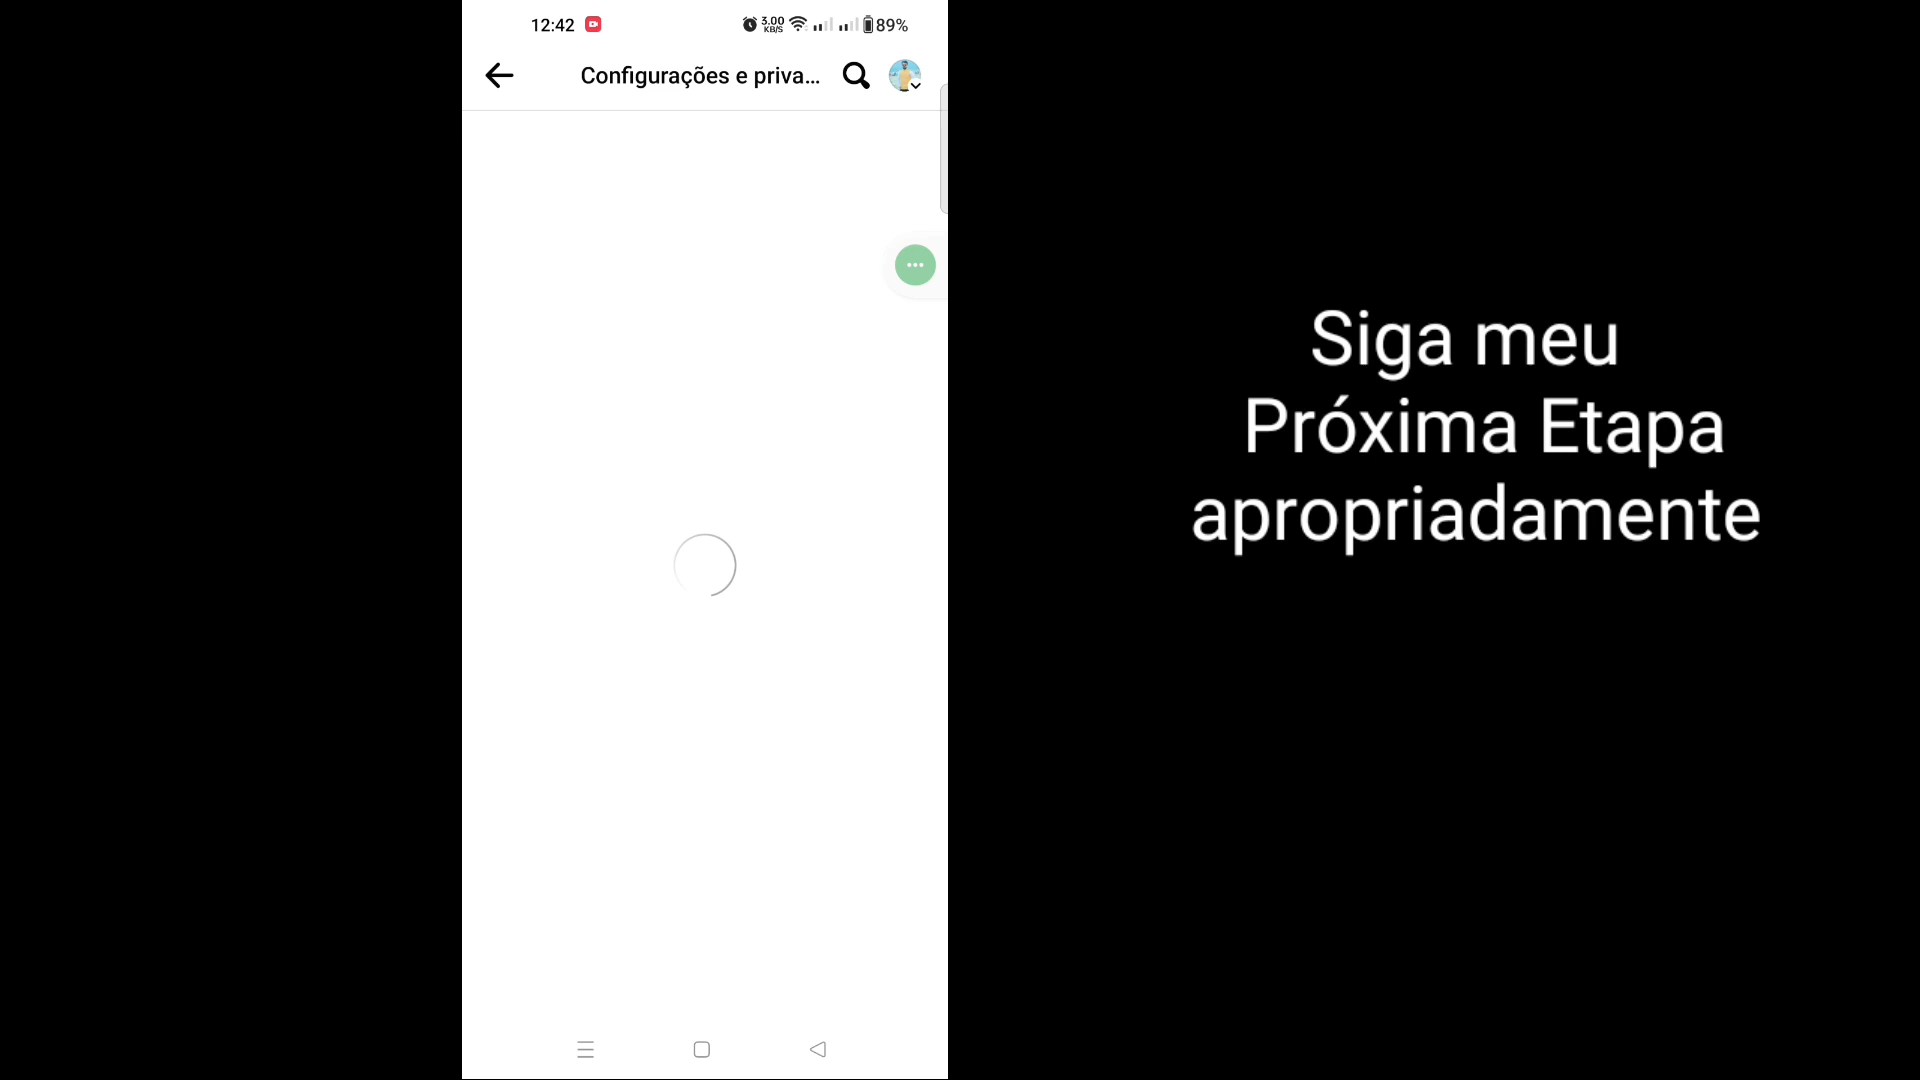 12:42
3.00
KB/S
89%
Configurações e priva...
Siga meu
Próxima Etapa
apropriadamente